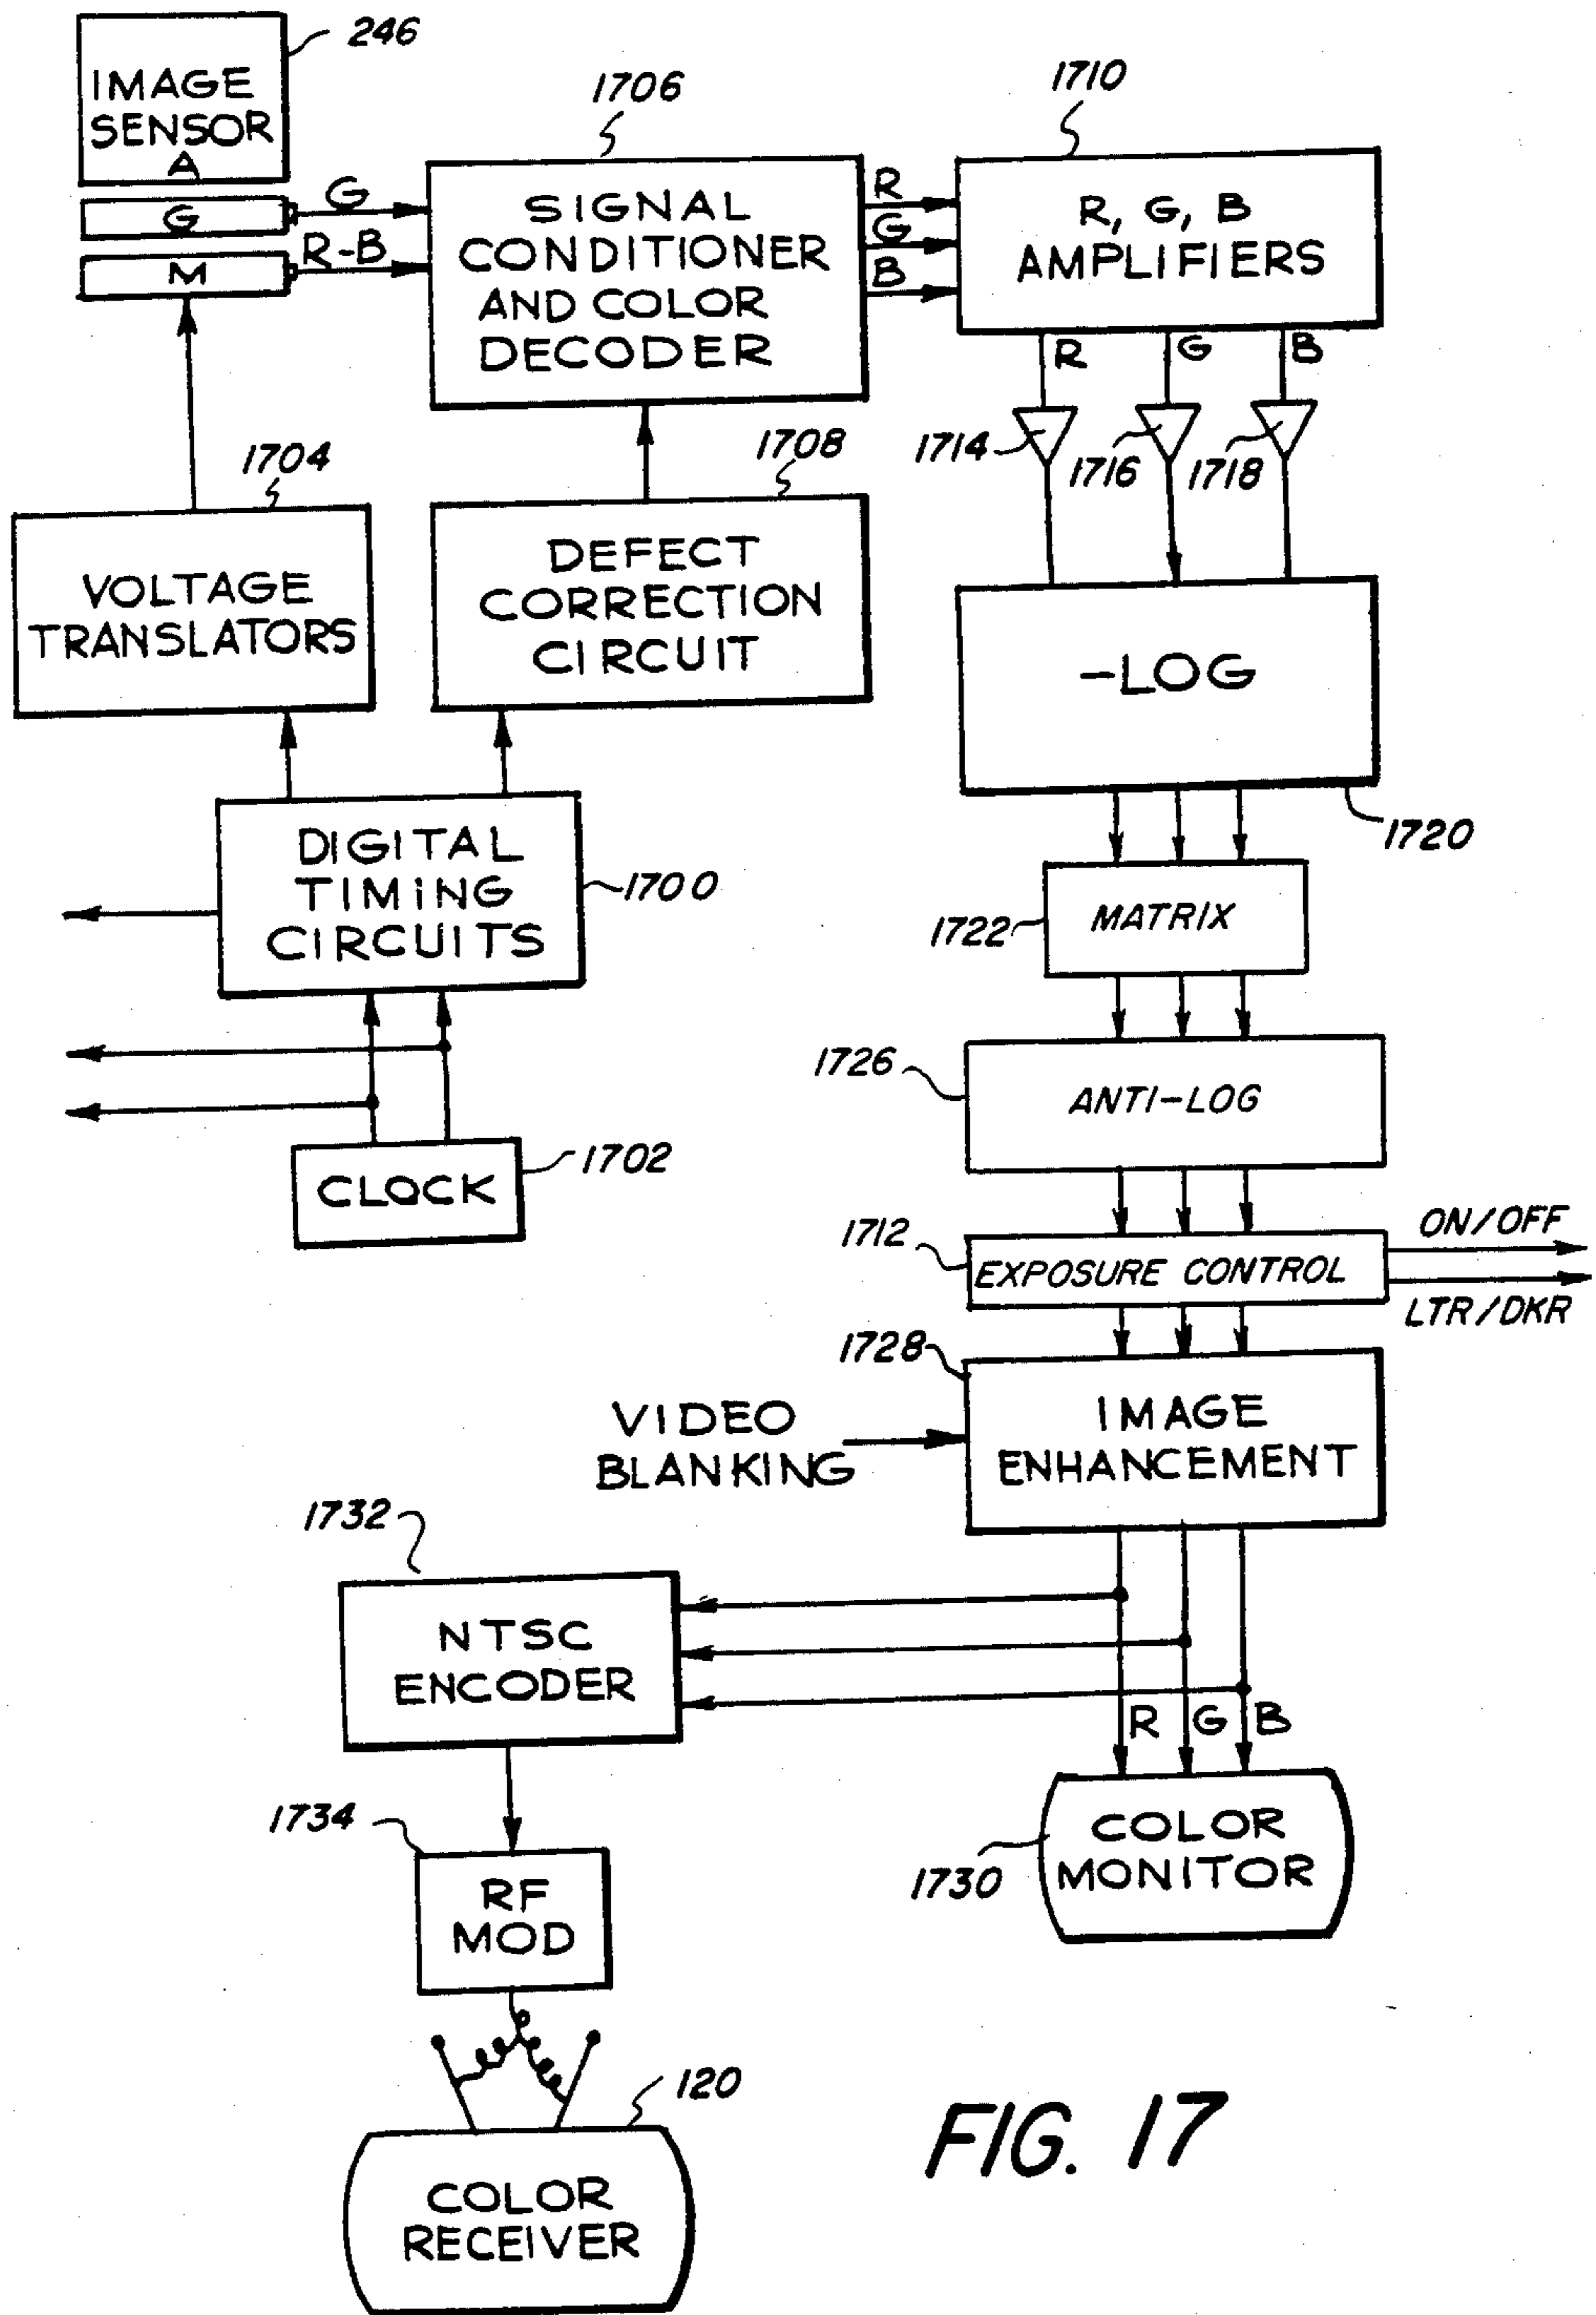 246
IMAGE
SENSOR
A
G
M
G
R-B
1706
SIGNAL
CONDITIONER
AND COLOR
DECODER
R
G
B
1710
R, G, B
AMPLIFIERS
R
G
B
1714
1716
1718
1704
VOLTAGE
TRANSLATORS
1708
DEFECT
CORRECTION
CIRCUIT
-LOG
1720
DIGITAL
TIMING
CIRCUITS
1700
1722
MATRIX
1702
CLOCK
1726
ANTI-LOG
1712
EXPOSURE CONTROL
ON/OFF
LTR/DKR
1728
IMAGE
ENHANCEMENT
VIDEO
BLANKING
1732
NTSC
ENCODER
R
G
B
1734
RF
MOD
1730
COLOR
MONITOR
120
COLOR
RECEIVER
FIG. 17